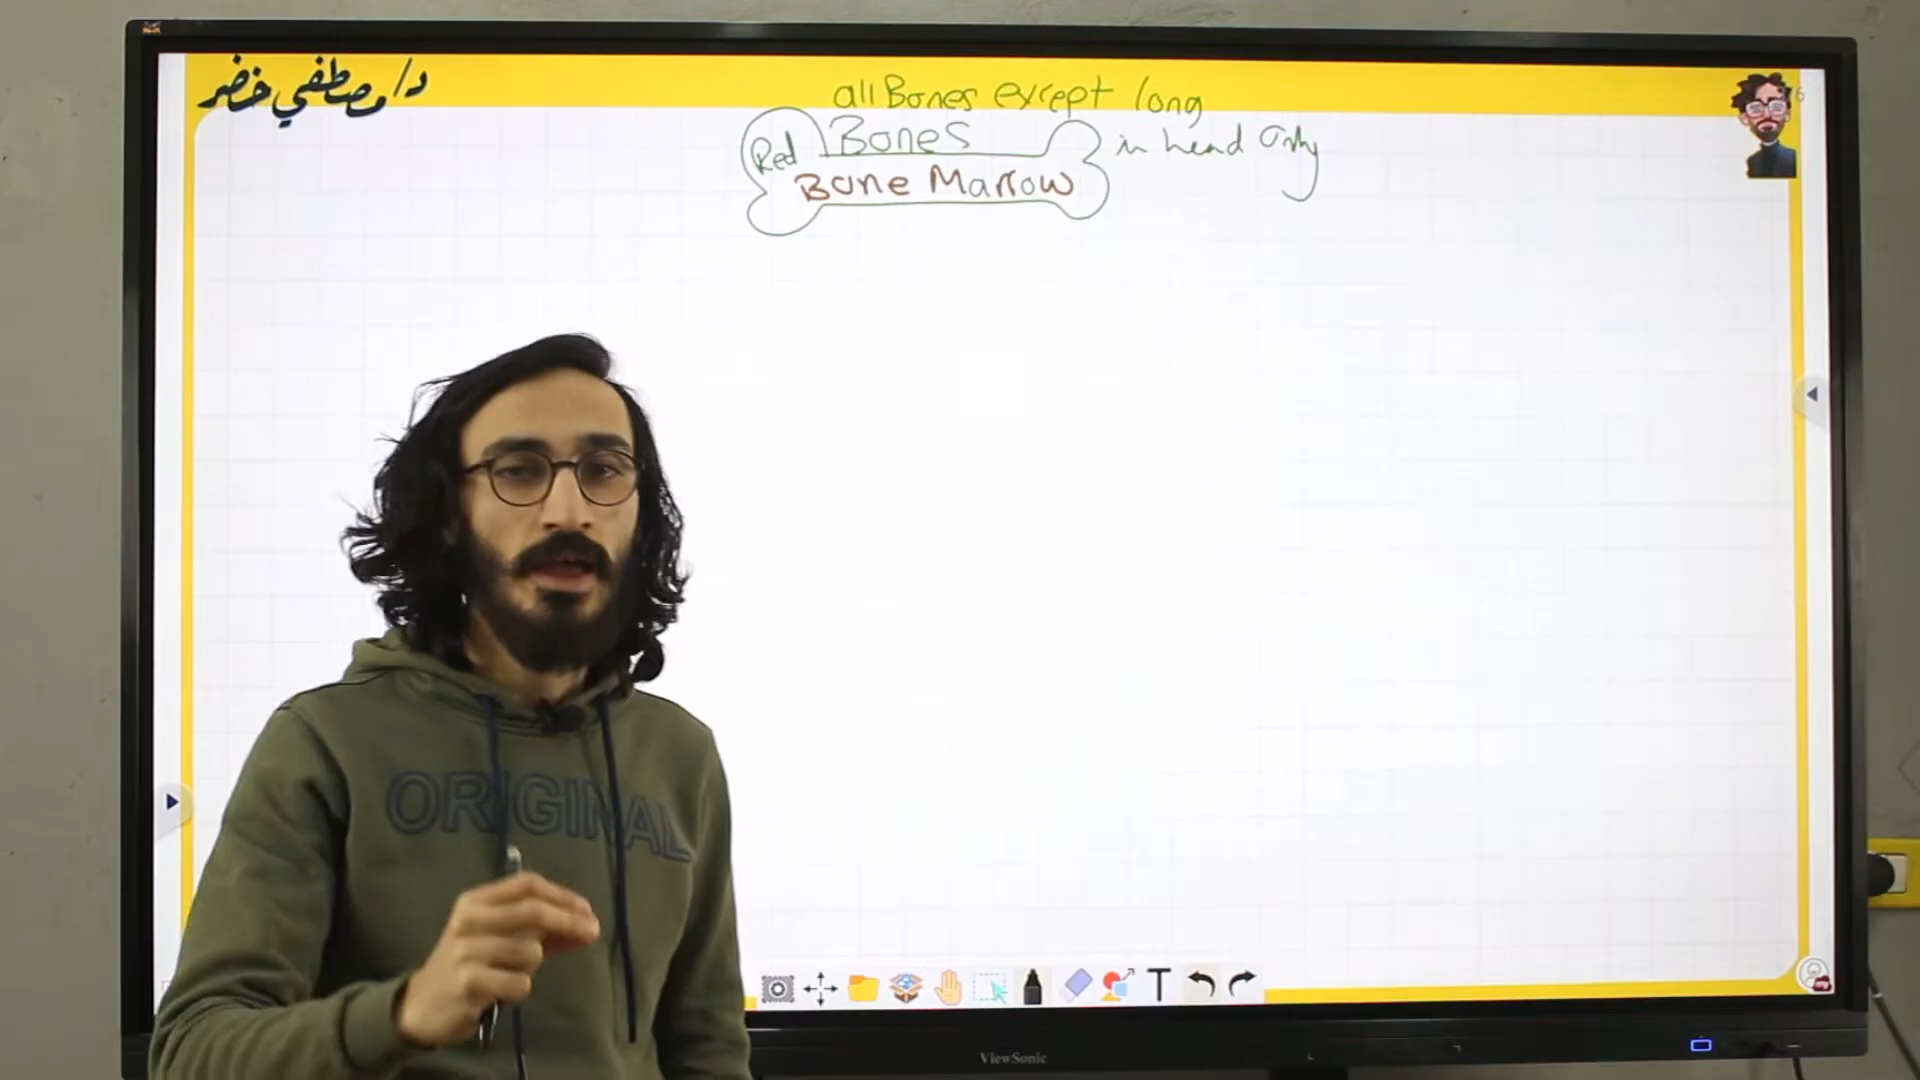 د/مصطفي خضر
all Bones except long
Bones
in head only
Red
Bone Marrow
ORIGINAL
T
ViewSonic